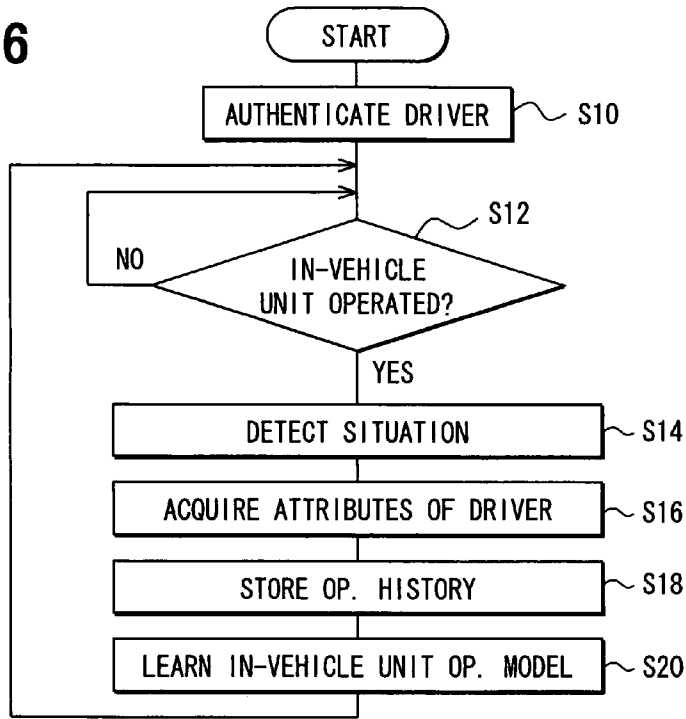 6
START
AUTHENTICATE DRIVER
S10
S12
NO
IN-VEHICLE
UNIT OPERATED?
YES
DETECT SITUATION
S14
ACQUIRE ATTRIBUTES OF DRIVER
S16
STORE OP. HISTORY
S18
LEARN IN-VEHICLE UNIT OP. MODEL
S20